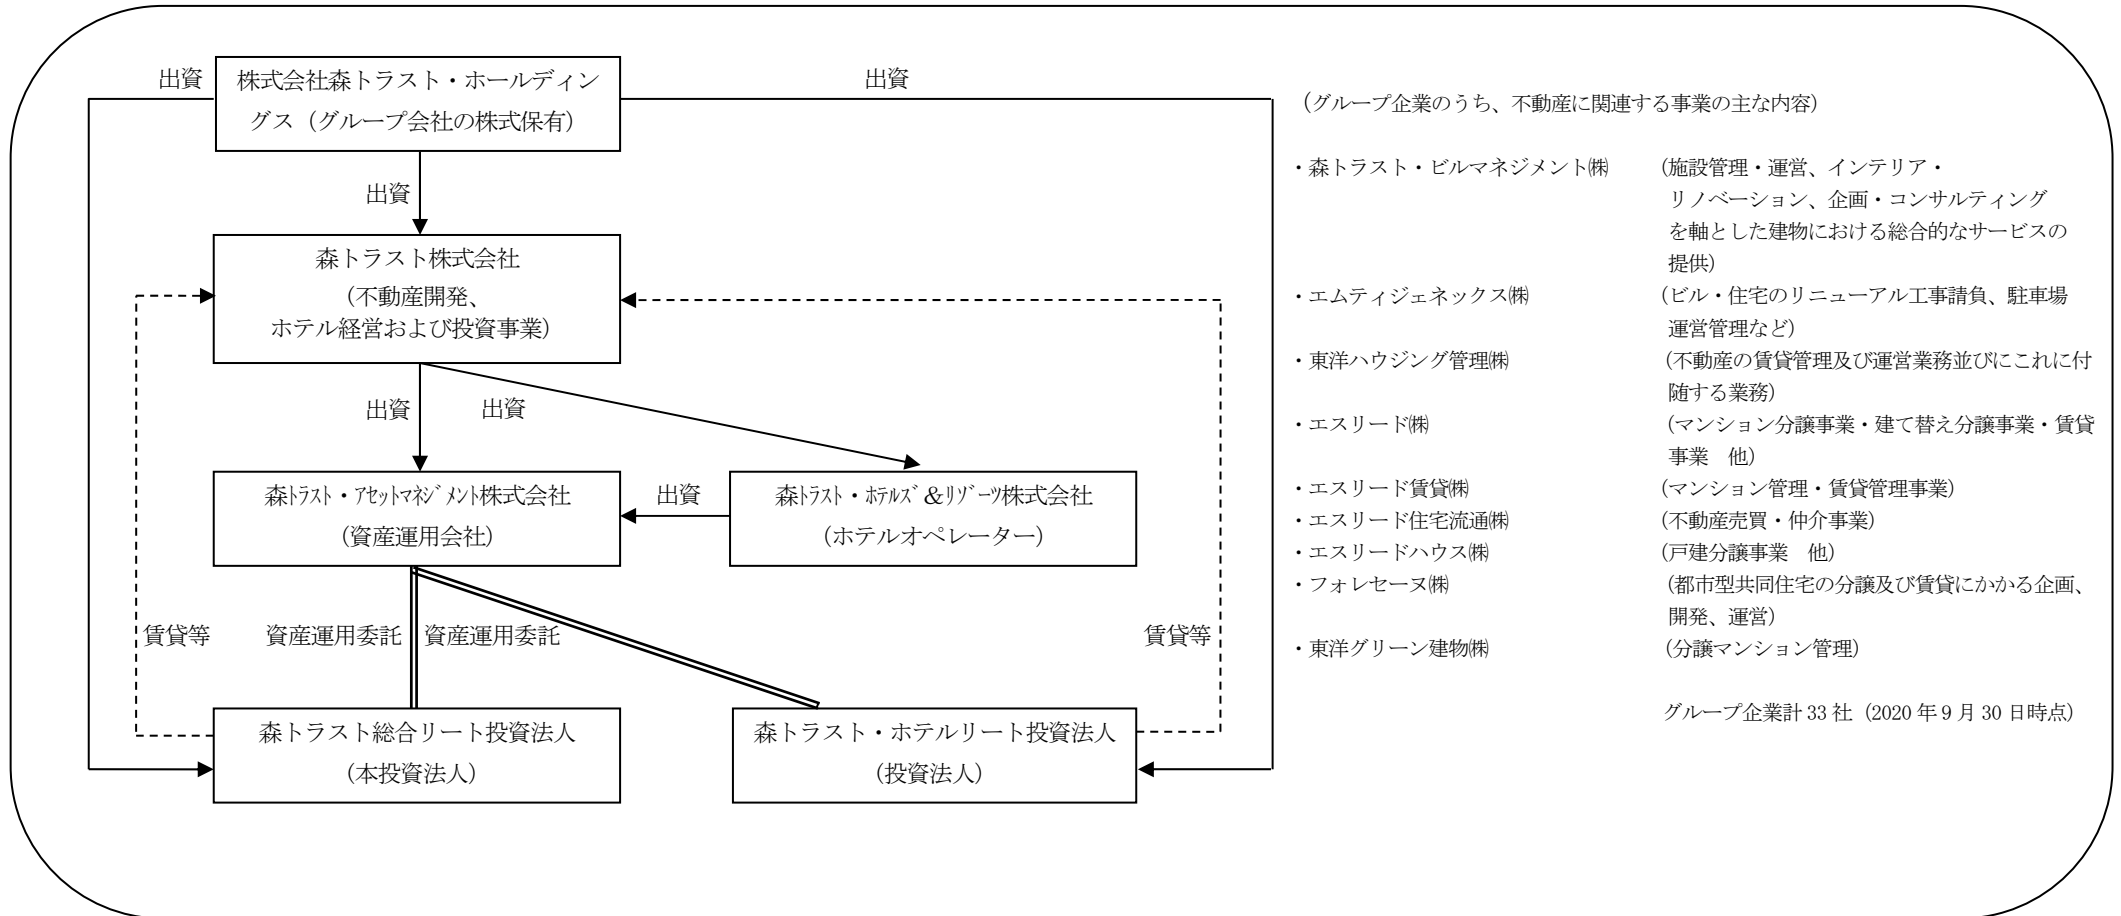 出資
株式会社森トラスト・ホールディン
グス（グループ会社の株式保有）
出資
出資
森トラスト株式会社
（不動産開発、
ホテル経営および投資事業）
出資
出資
森ﾄﾗｽﾄ・ｱｾｯﾄﾏﾈｼﾞﾒﾝﾄ株式会社
（資産運用会社）
出資
森ﾄﾗｽﾄ・ﾎﾃﾙｽﾞ&ﾘｿﾞｰﾂ株式会社
（ホテルオペレーター）
賃貸等
資産運用委託
資産運用委託
賃貸等
森トラスト総合リート投資法人
（本投資法人）
森トラスト・ホテルリート投資法人
（投資法人）
（グループ企業のうち、不動産に関連する事業の主な内容）
・森トラスト・ビルマネジメント㈱ （施設管理・運営、インテリア・
リノベーション、企画・コンサルティング
を軸とした建物における総合的なサービスの
提供）
・エムティジェネックス㈱ （ビル・住宅のリニューアル工事請負、駐車場
運営管理など）
・東洋ハウジング管理㈱ （不動産の賃貸管理及び運営業務並びにこれに付
随する業務）
・エスリード㈱ （マンション分譲事業・建て替え分譲事業・賃貸
事業　他）
・エスリード賃貸㈱ （マンション管理・賃貸管理事業）
・エスリード住宅流通㈱ （不動産売買・仲介事業）
・エスリードハウス㈱ （戸建分譲事業　他）
・フォレセーヌ㈱ （都市型共同住宅の分譲及び賃貸にかかる企画、
開発、運営）
・東洋グリーン建物㈱ （分譲マンション管理）
グループ企業計 33 社（2020 年 9 月 30 日時点）